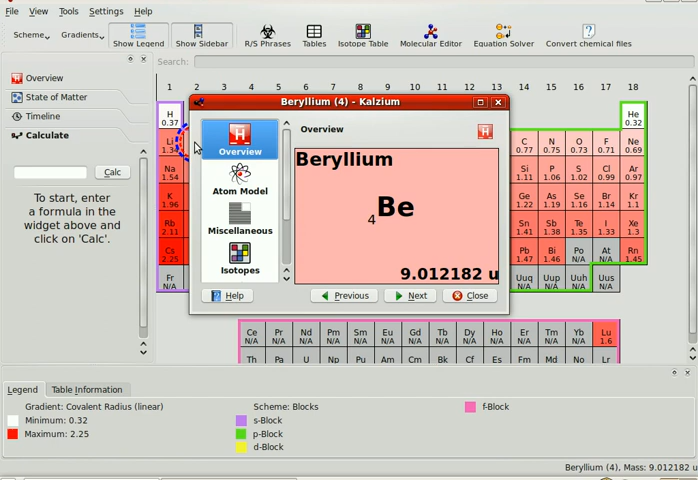 File View Tools Settings Help
Scheme Gradients Show Legend Show Sidebar R/S Phrases Tables Isotope Table Molecular Editor Equation Solver Convert chemical files
Search:
Overview
State of Matter
Timeline
Calculate
Calc
To start, enter
a formula in the
widget above and
click on 'Calc'.
1 2 3 4 5 6 7 8 9 10 11 12 13 14 15 16 17 18
H He
0.37 0.32
Beryllium (4) - Kalzium
Overview
Atom Model
Miscellaneous
Isotopes
Overview
Beryllium
4Be
9.012182 u
Help Previous Next Close
Li C N O F Ne
0.77 0.75 0.73 0.71 0.69
Na Si P S Cl Ar
1.54 1.11 1.06 1.02 0.99 0.97
K Ge As Se Br Kr
1.96 1.22 1.19 1.16 1.14 1.1
Rb Sn Sb Te I Xe
2.11 1.41 1.38 1.35 1.33 1.3
Cs Pb Bi Po At Rn
2.25 1.47 1.46 N/A N/A 1.45
Fr Uuq Uup Uuh Uus
N/A N/A N/A N/A N/A
Ce Pr Nd Pm Sm Eu Gd Tb Dy Ho Er Tm Yb Lu
N/A N/A N/A N/A N/A N/A N/A N/A N/A N/A N/A N/A N/A 1.6
Th Pa U Np Pu Am Cm Bk Cf Es Fm Md No Lr
Legend Table Information
Gradient: Covalent Radius (linear) Scheme: Blocks f-Block
Minimum: 0.32 s-Block
Maximum: 2.25 p-Block
d-Block
Beryllium (4), Mass: 9.012182 u